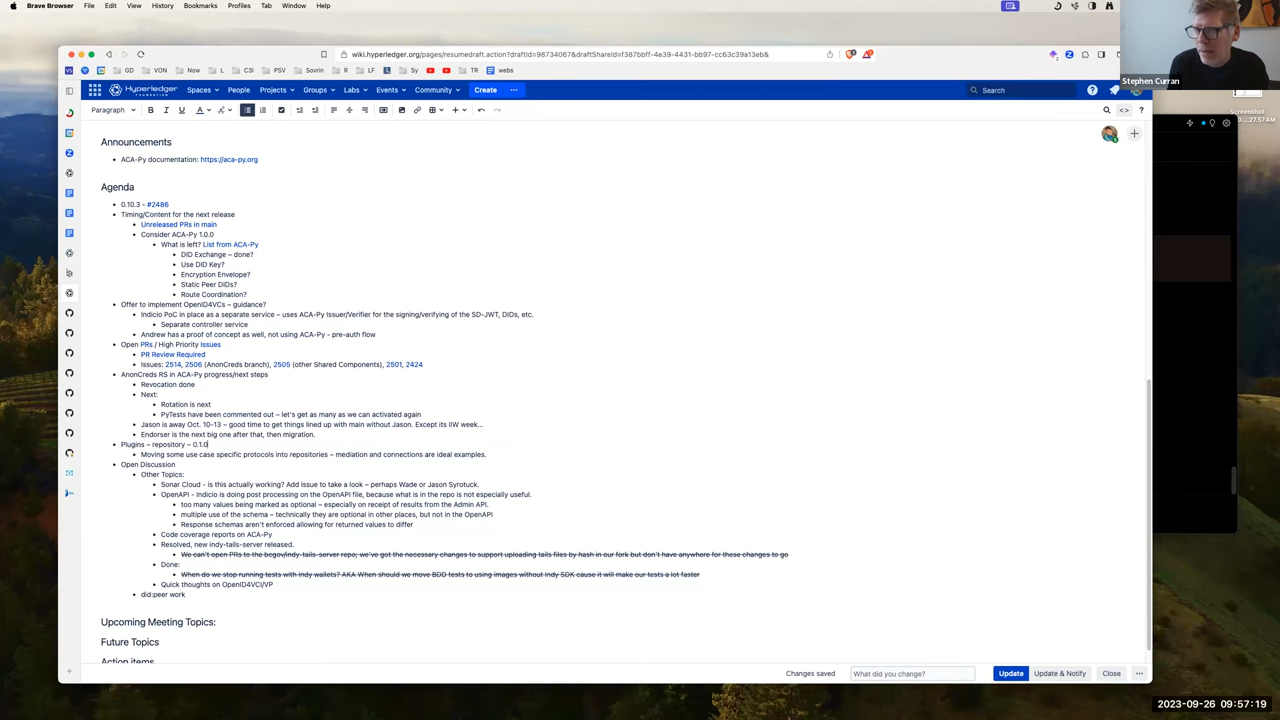 Brave Browser File Edit View History Bookmarks Profiles Tab Window Help
Stephen Curran
wiki.hyperledger.org/pages/resumedraft.action?draftId=98734067&draftShareId=f387bbff-4e39-4431-bb97-cc63c39a13eb&
GD VON Now L C3I PSV Sovrin R LF Sy TR webs
Screenshot
0...27.57 AM
HYPERLEDGER FOUNDATION Spaces People Projects Groups Labs Events Community Create Search
Paragraph B I U A
Announcements
ACA-Py documentation: https://aca-py.org
Agenda
0.10.3 - #2486
Timing/Content for the next release
Unreleased PRs in main
Consider ACA-Py 1.0.0
What is left? List from ACA-Py
DID Exchange – done?
Use DID Key?
Encryption Envelope?
Static Peer DIDs?
Route Coordination?
Offer to implement OpenID4VCs – guidance?
Indicio PoC in place as a separate service – uses ACA-Py Issuer/Verifier for the signing/verifying of the SD-JWT, DIDs, etc.
Separate controller service
Andrew has a proof of concept as well, not using ACA-Py - pre-auth flow
Open PRs / High Priority Issues
PR Review Required
Issues: 2514, 2506 (AnonCreds branch), 2505 (other Shared Components), 2501, 2424
AnonCreds RS in ACA-Py progress/next steps
Revocation done
Next:
Rotation is next
PyTests have been commented out – let's get as many as we can activated again
Jason is away Oct. 10-13 – good time to get things lined up with main without Jason. Except its IIW week...
Endorser is the next big one after that, then migration.
Plugins – repository – 0.1.0
Moving some use case specific protocols into repositories – mediation and connections are ideal examples.
Open Discussion
Other Topics:
Sonar Cloud - is this actually working? Add issue to take a look – perhaps Wade or Jason Syrotuck.
OpenAPI - Indicio is doing post processing on the OpenAPI file, because what is in the repo is not especially useful.
too many values being marked as optional – especially on receipt of results from the Admin API.
multiple use of the schema – technically they are optional in other places, but not in the OpenAPI
Response schemas aren't enforced allowing for returned values to differ
Code coverage reports on ACA-Py
Resolved, new indy-tails-server released.
We can't open PRs to the bcgov/indy-tails-server repo; we've got the necessary changes to support uploading tails files by hash in our fork but don't have anywhere for these changes to go
Done:
When do we stop running tests with indy wallets? AKA When should we move BDD tests to using images without Indy SDK cause it will make our tests a lot faster
Quick thoughts on OpenID4VCI/VP
did:peer work
Upcoming Meeting Topics:
Future Topics
Action items
Changes saved What did you change? Update Update & Notify Close
2023-09-26 09:57:19